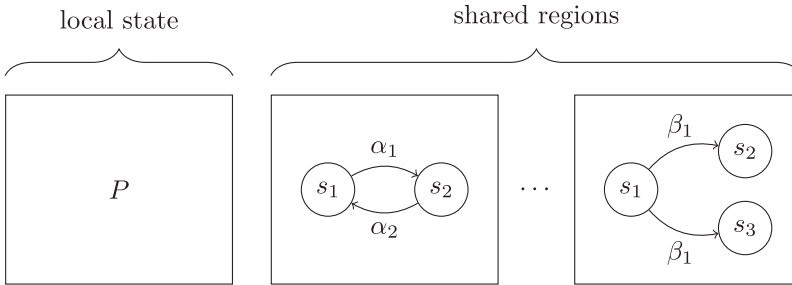 local state
shared regions
P
s₁
α₁
α₂
s₂
...
s₁
β₁
β₁
s₂
s₃